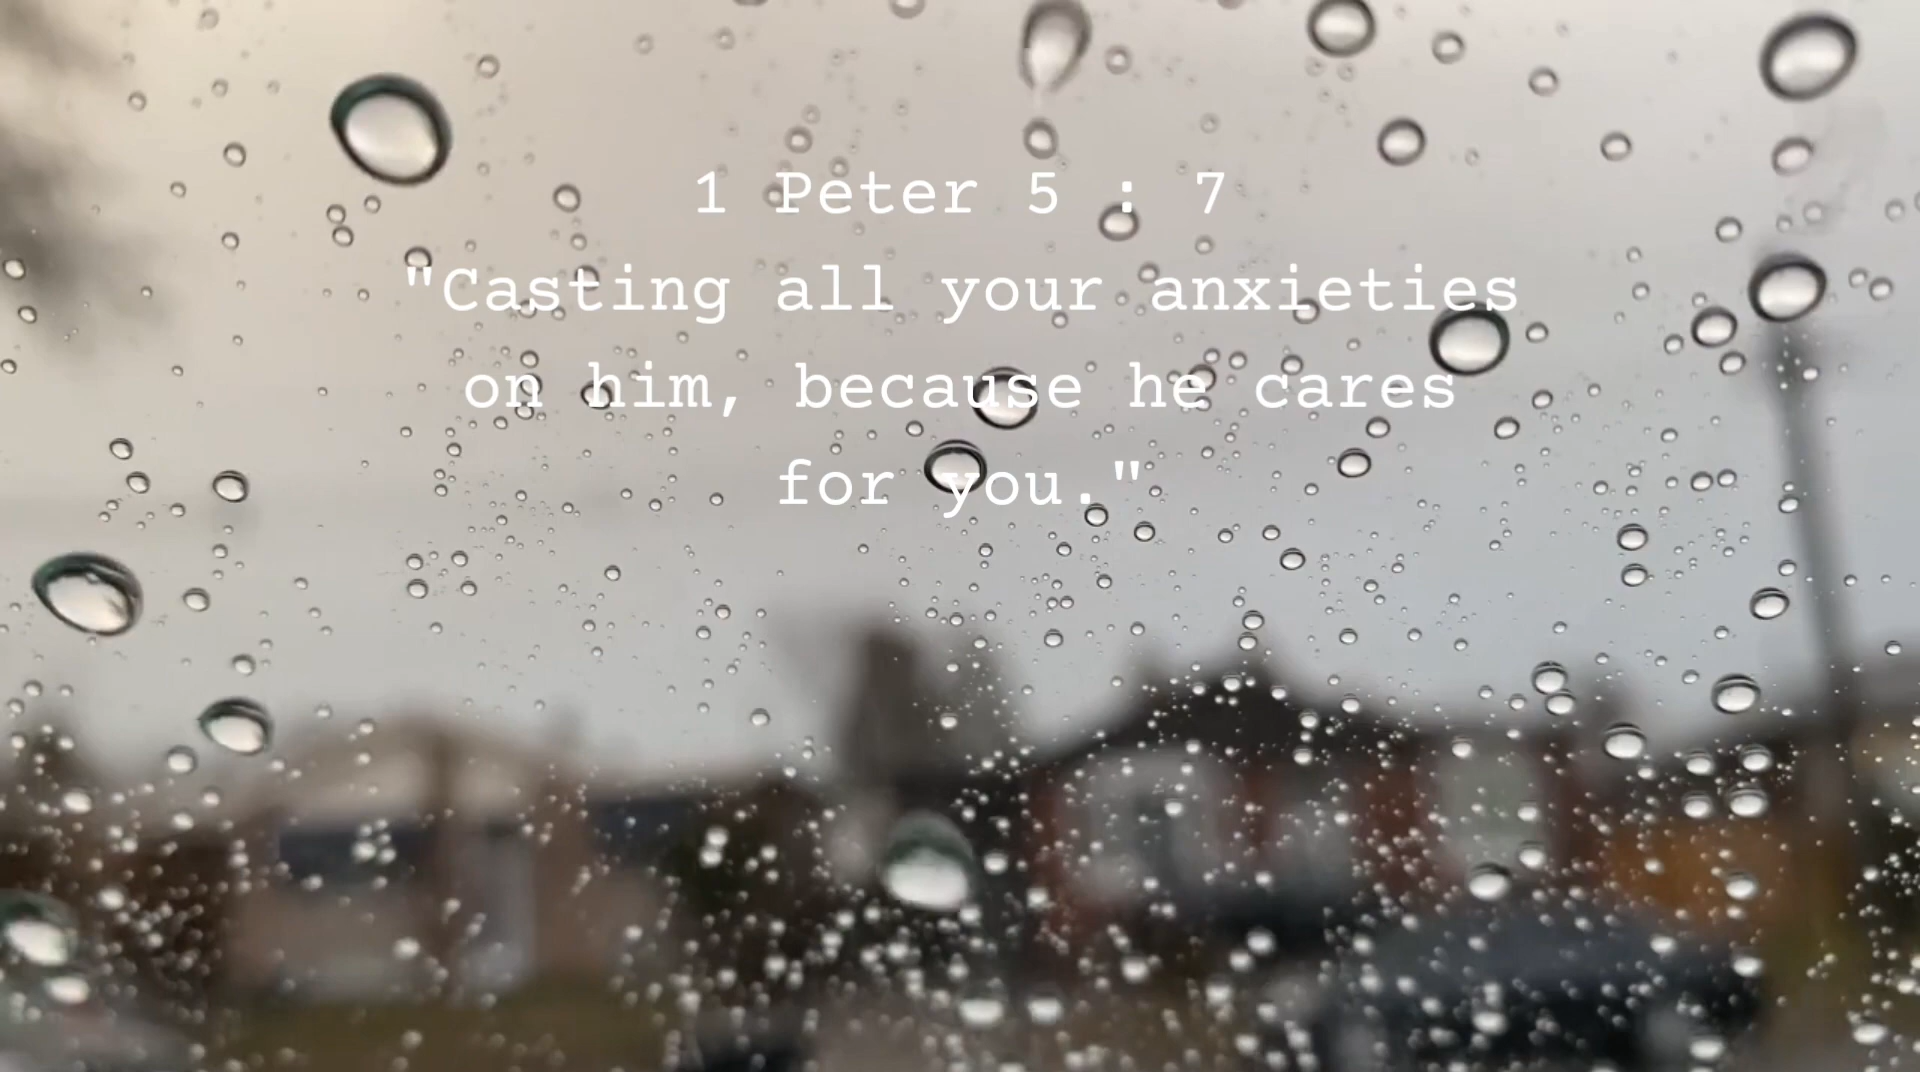 1 Peter 5 : 7
"Casting all your anxieties
on him, because he cares
for you."